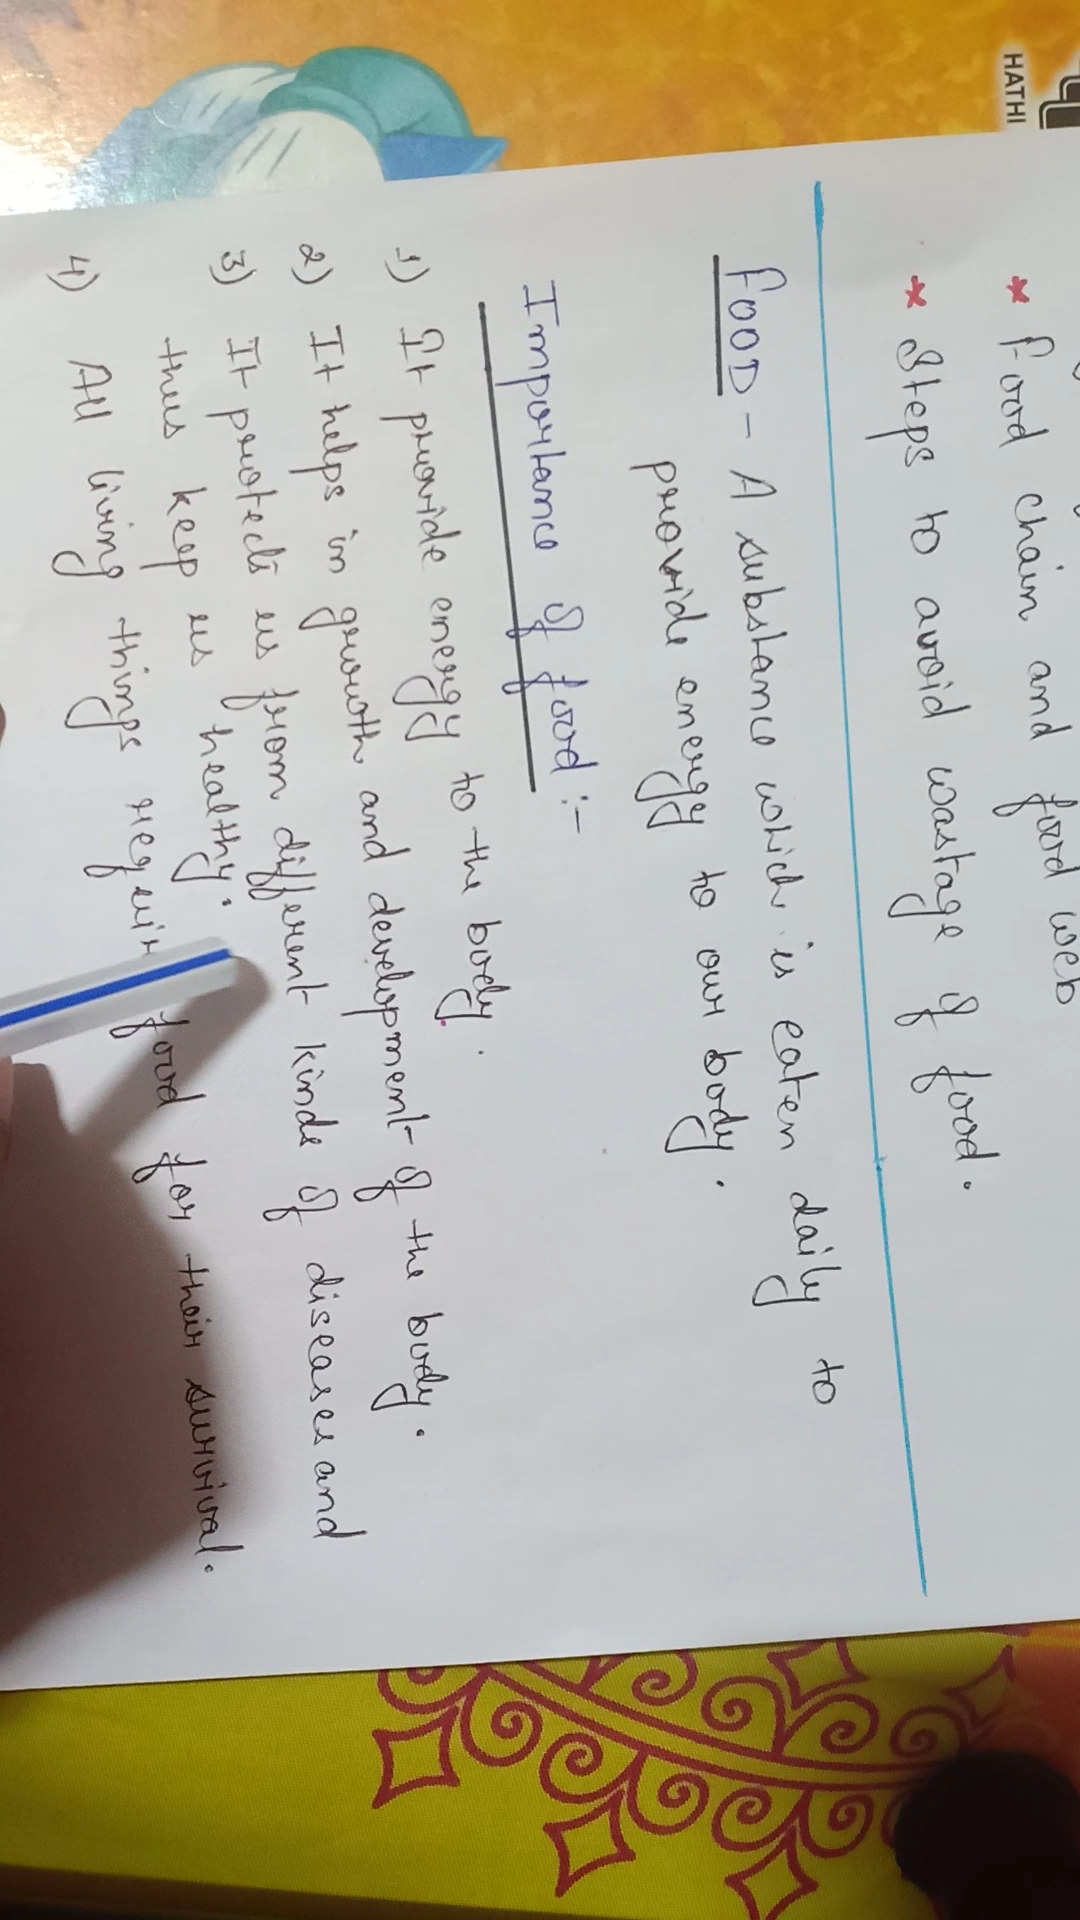 HATHI
* Food chain and food web
* Steps to avoid wastage of food.
FOOD - A substance which is eaten daily to
provide energy to our body.
Importance of food :-
1) It provide energy to the body.
2) It helps in growth and development of the body.
3) It protects us from different kinds of diseases and
thus keep us healthy.
4) All living things food for their survival.